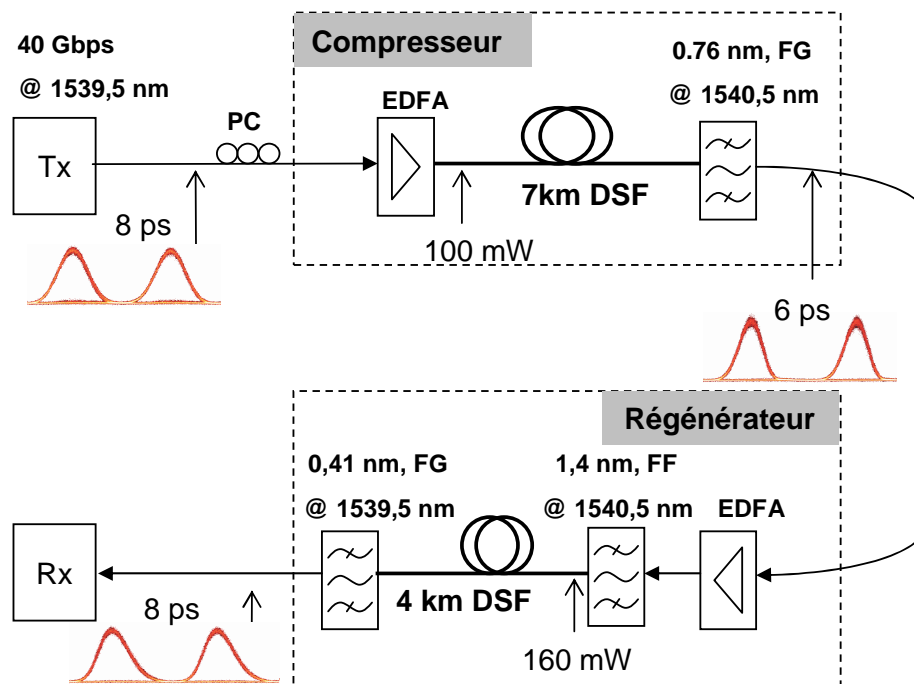 40 Gbps
@ 1539,5 nm
Tx
PC
8 ps
Compresseur
EDFA
100 mW
7km DSF
0.76 nm, FG
@ 1540,5 nm
6 ps
Régénérateur
0,41 nm, FG
@ 1539,5 nm
1,4 nm, FF
@ 1540,5 nm
EDFA
4 km DSF
160 mW
Rx
8 ps